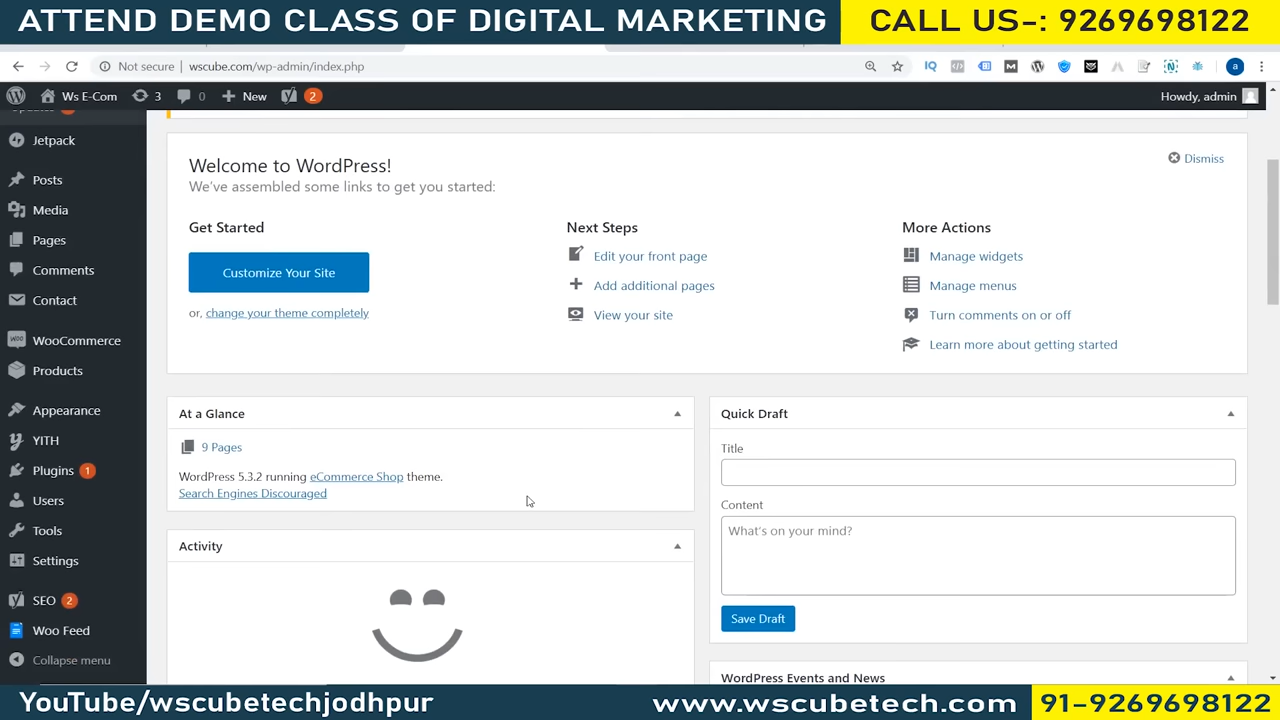 ATTEND DEMO CLASS OF DIGITAL MARKETING
CALL US-: 9269698122
Not secure | wscube.com/wp-admin/index.php
Ws E-Com 3 0 New 2
Howdy, admin
Jetpack
Posts
Media
Pages
Comments
Contact
WooCommerce
Products
Appearance
YITH
Plugins 1
Users
Tools
Settings
SEO 2
Woo Feed
Collapse menu
Welcome to WordPress!
Dismiss
We've assembled some links to get you started:
Get Started
Customize Your Site
or, change your theme completely
Next Steps
Edit your front page
Add additional pages
View your site
More Actions
Manage widgets
Manage menus
Turn comments on or off
Learn more about getting started
At a Glance
9 Pages
WordPress 5.3.2 running eCommerce Shop theme.
Search Engines Discouraged
Activity
Quick Draft
Title
Content
What's on your mind?
Save Draft
WordPress Events and News
YouTube/wscubetechjodhpur
www.wscubetech.com
91-9269698122